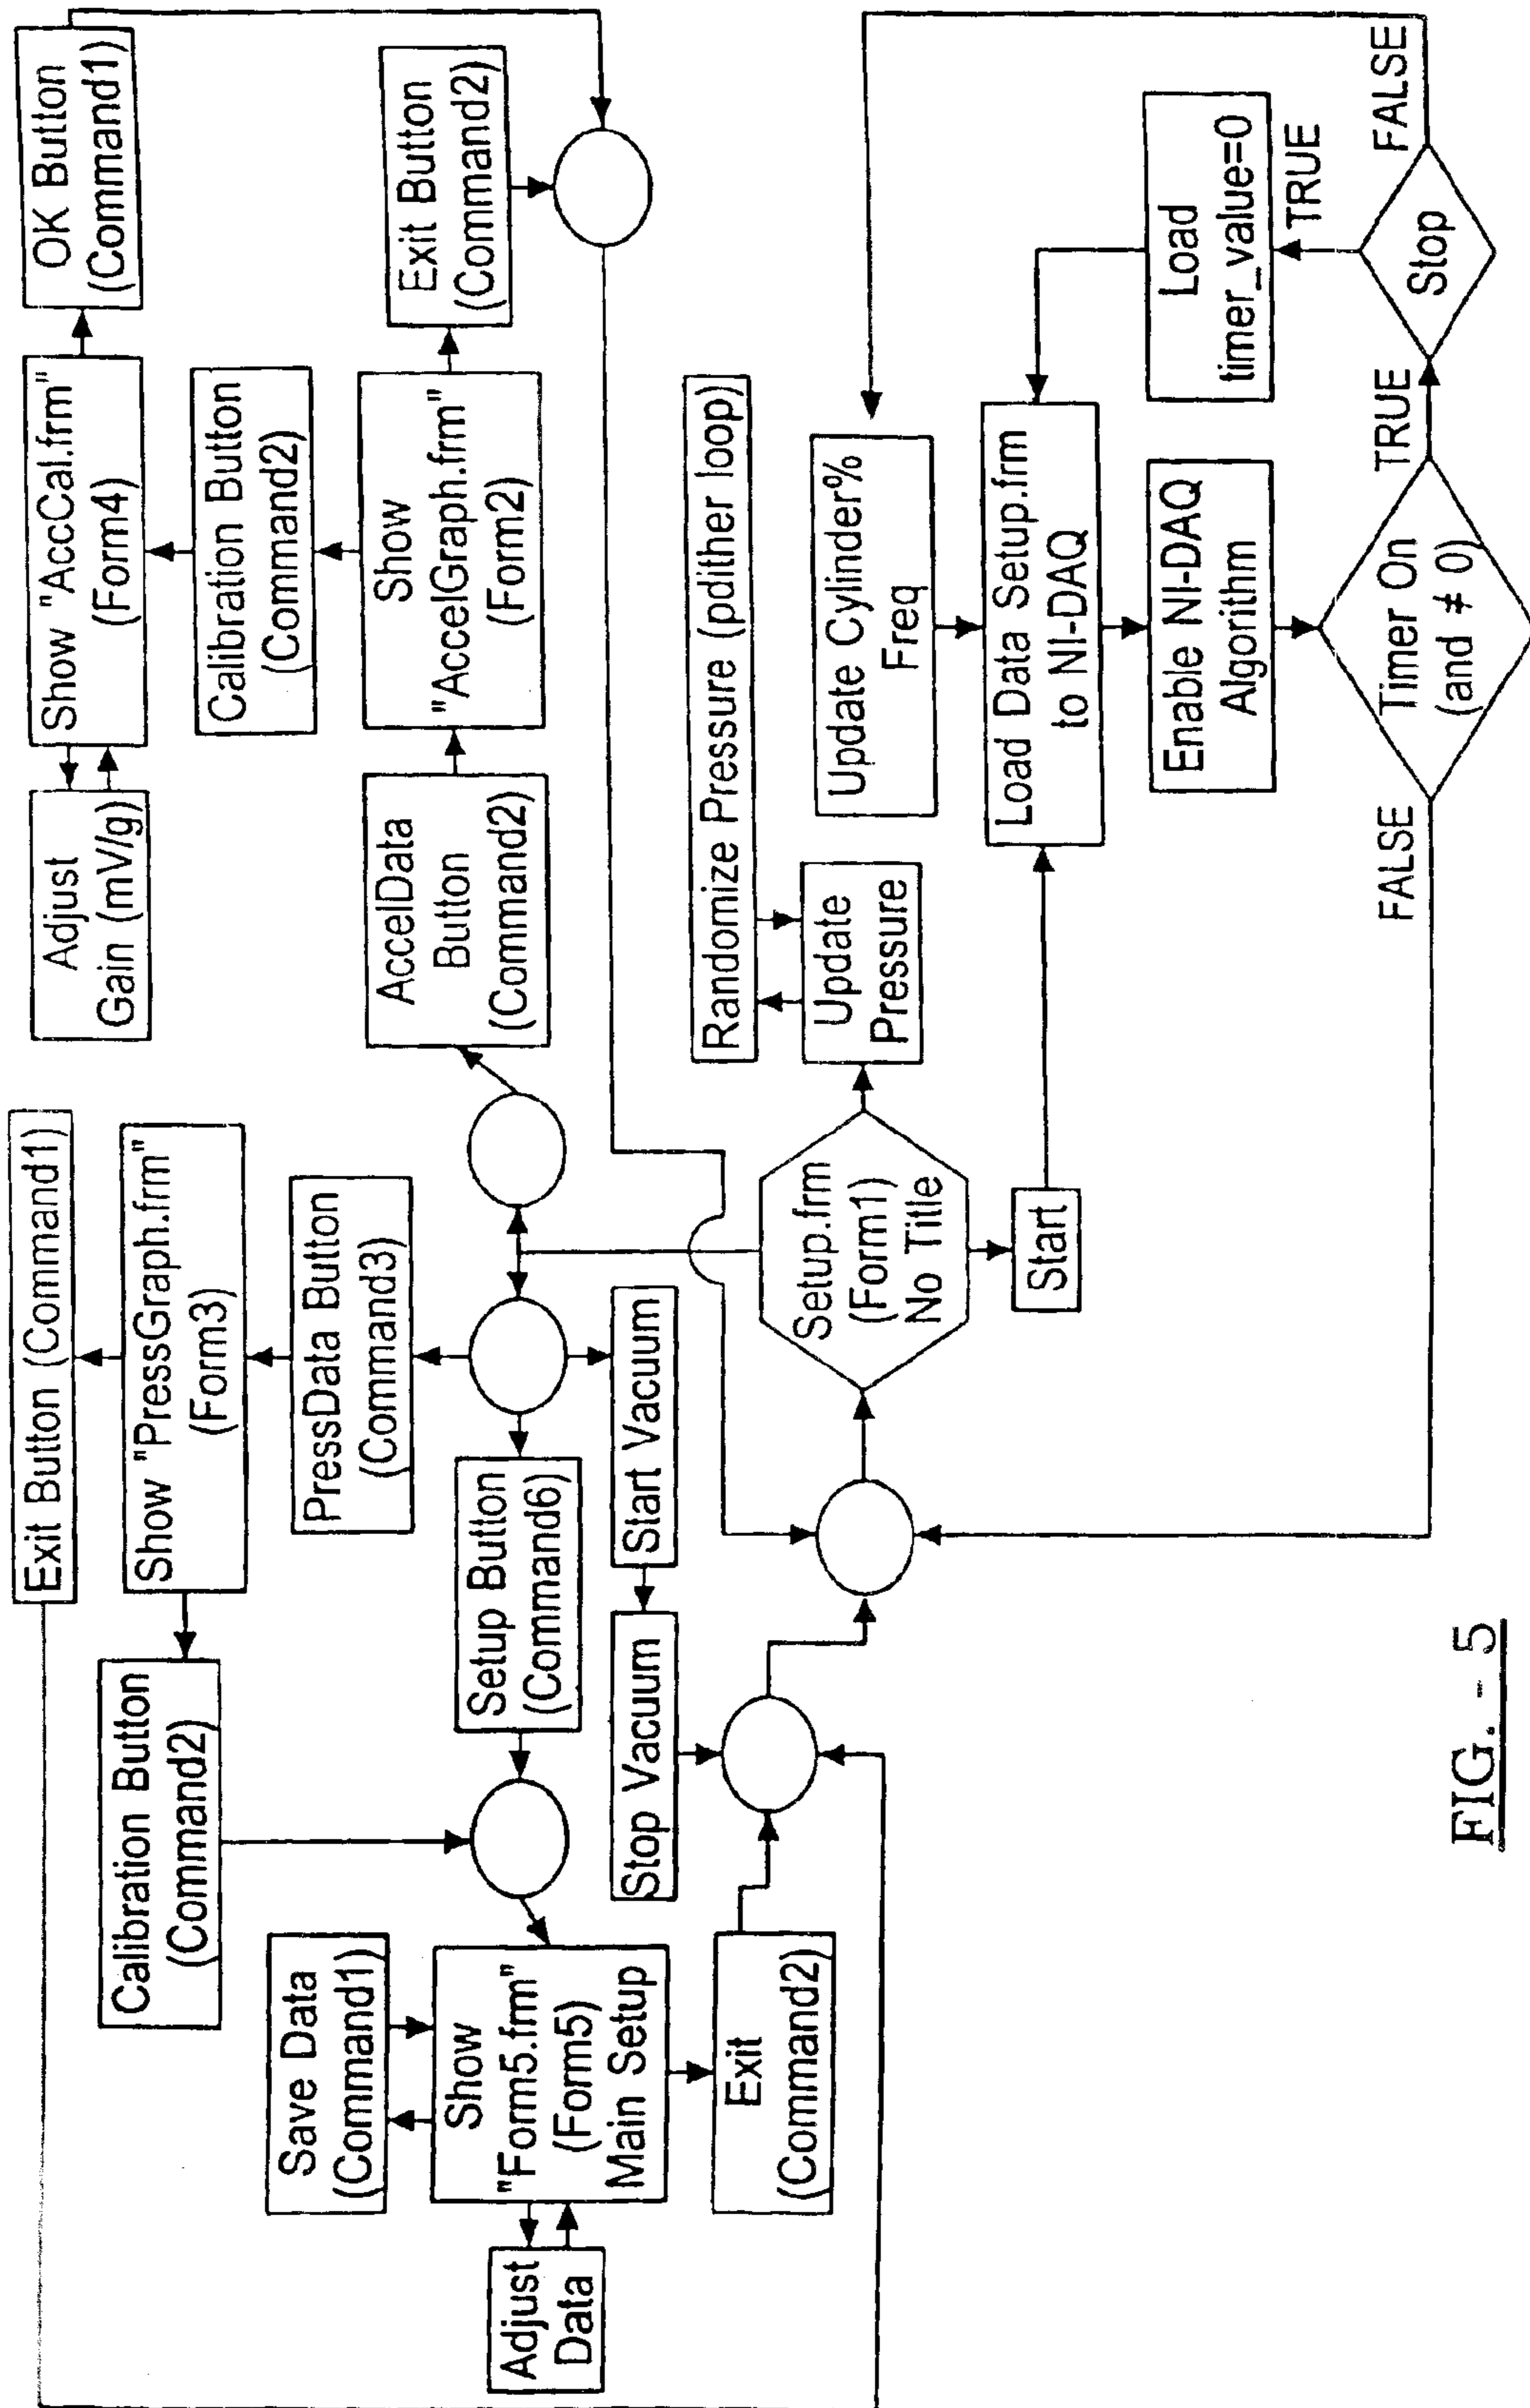 Exit Button (Command1)
Show "PressGraph.frm"
(Form3)
Calibration Button
(Command2)
PressData Button
(Command3)
Save Data
(Command1)
Show
"Form5.frm"
(Form5)
Main Setup
Adjust
Data
Exit
(Command2)
Setup Button
(Command6)
Stop Vacuum
Start Vacuum
Adjust
Gain (mV/g)
Show "AccCal.frm"
(Form4)
OK Button
(Command1)
Calibration Button
(Command2)
AccelData
Button
(Command2)
Show
"AccelGraph.frm"
(Form2)
Exit Button
(Command2)
Setup.frm
(Form1)
No Title
Start
Randomize Pressure (pdither loop)
Update
Pressure
Update Cylinder%
Freq
Load Data Setup.frm
to NI-DAQ
Enable NI-DAQ
Algorithm
Load
timer_value=0
TRUE
Timer On
(and ≠ 0)
FALSE
TRUE
Stop
FALSE
FIG. - 5